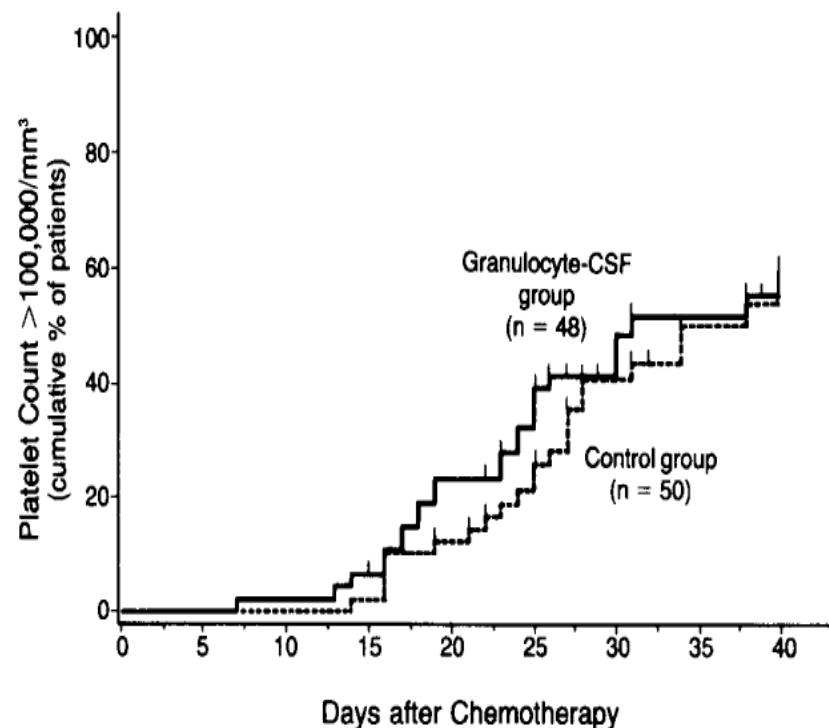 Platelet Count >100,000/mm³
(cumulative % of patients)
100
80
60
40
20
0
Granulocyte-CSF
group
(n = 48)
Control group
(n = 50)
0 5 10 15 20 25 30 35 40
Days after Chemotherapy